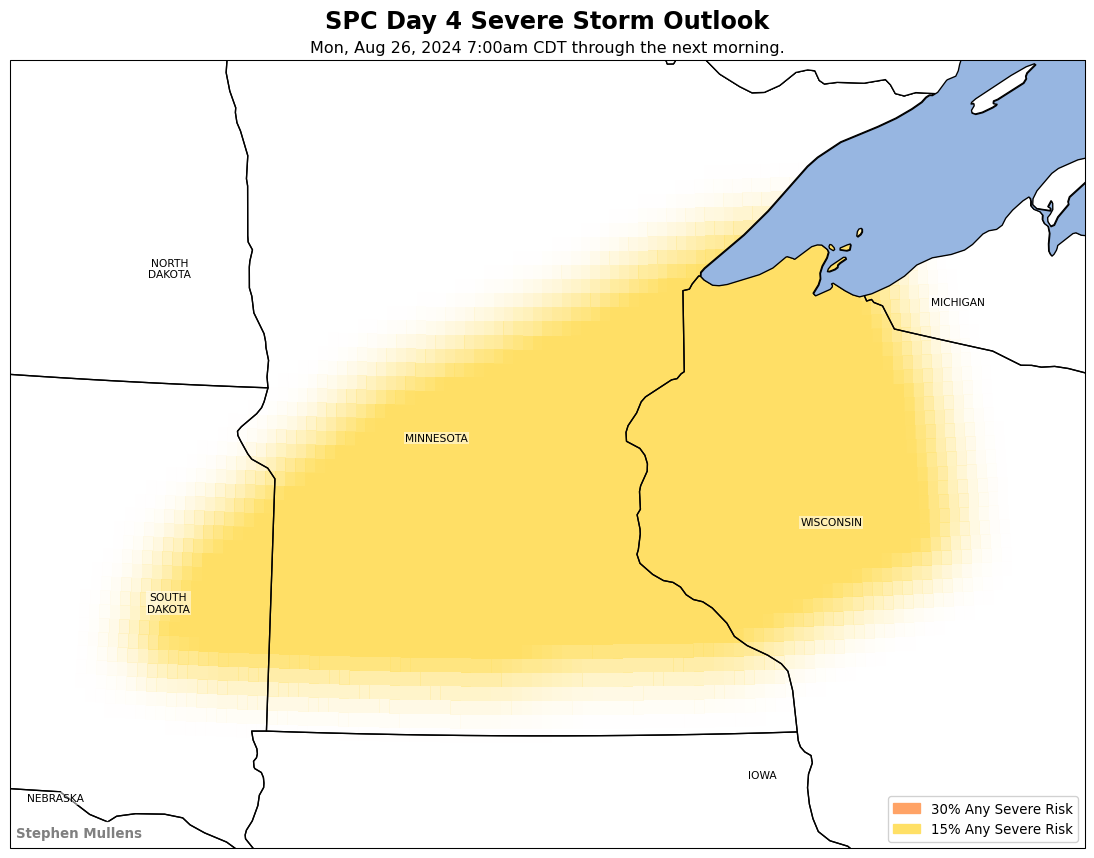 SPC Day 4 Severe Storm Outlook
Mon, Aug 26, 2024 7:00am CDT through the next morning.
NORTH
DAKOTA
MICHIGAN
MINNESOTA
WISCONSIN
SOUTH
DAKOTA
IOWA
NEBRASKA
30% Any Severe Risk
15% Any Severe Risk
Stephen Mullens